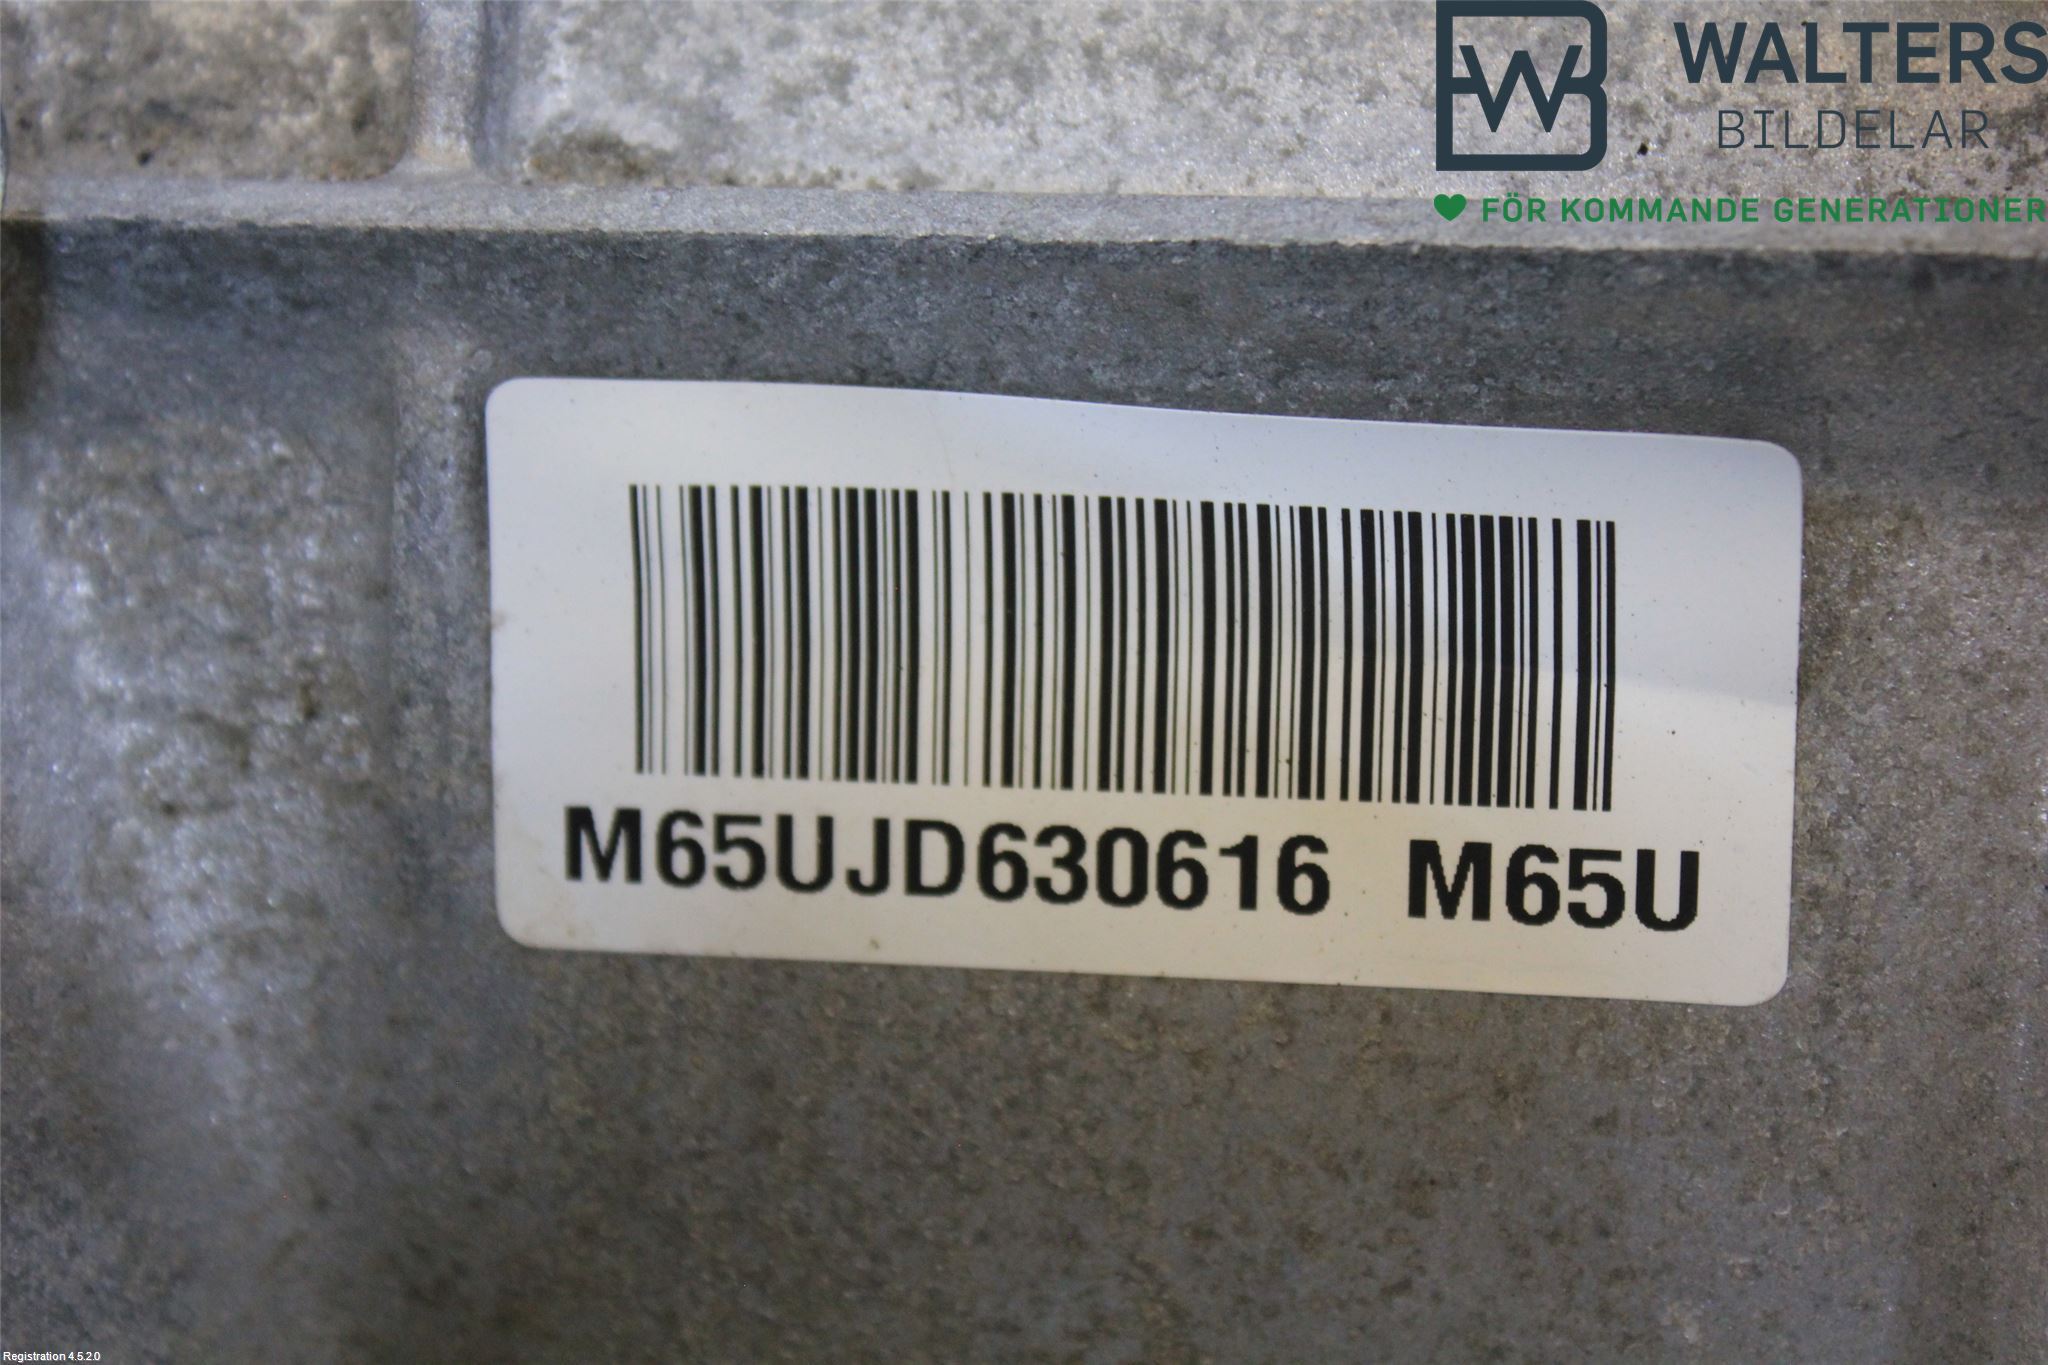 WALTERS
BILDELAR
FÖR KOMMANDE GENERATIONER
M65UJD630616 M65U
Registration 4.5.2.0